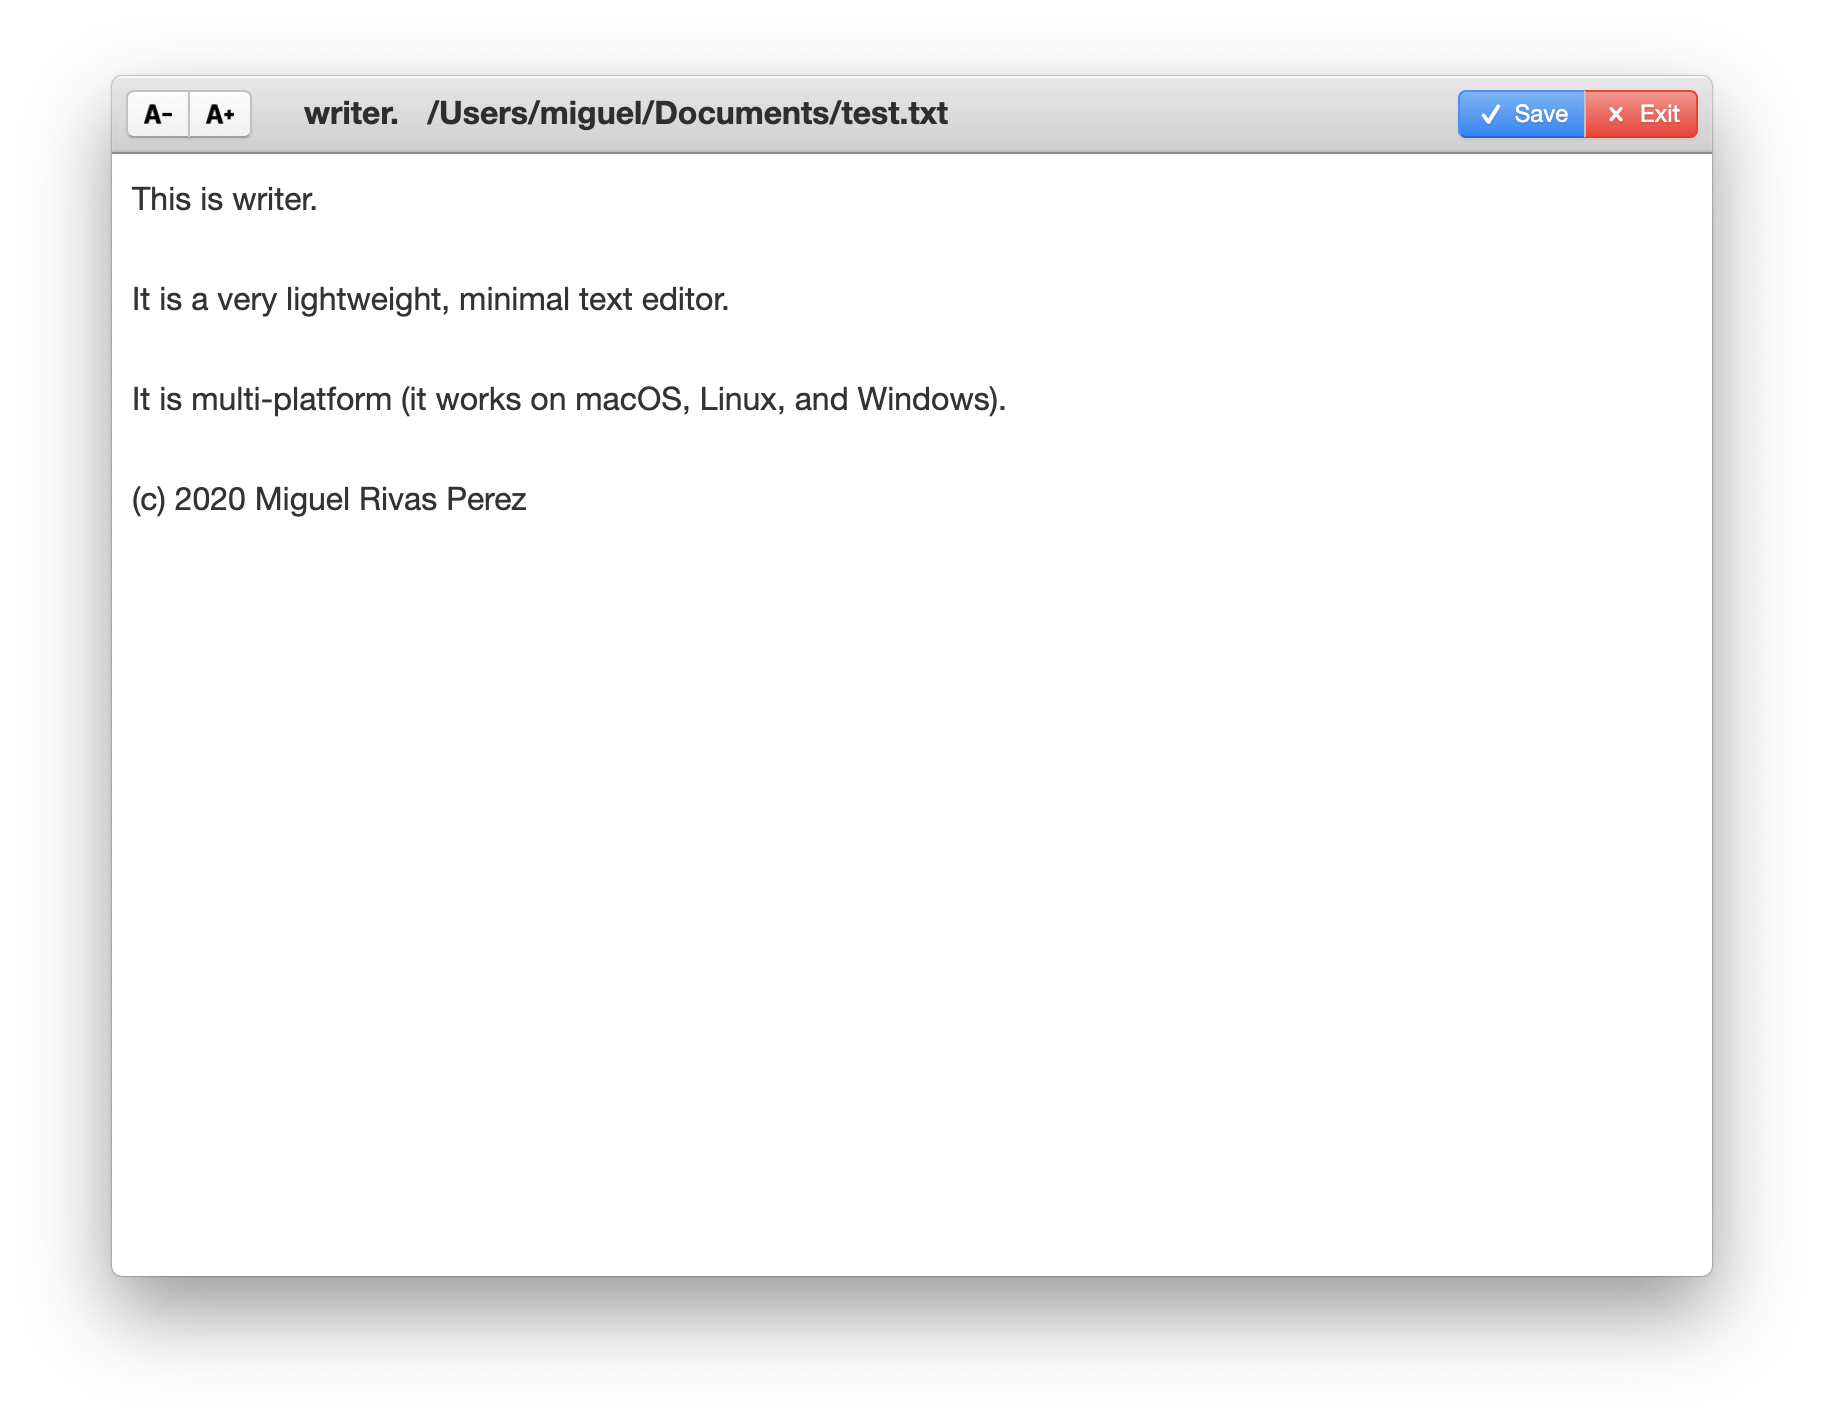 A- A+ writer. /Users/miguel/Documents/test.txt Save Exit
This is writer.
It is a very lightweight, minimal text editor.
It is multi-platform (it works on macOS, Linux, and Windows).
(c) 2020 Miguel Rivas Perez